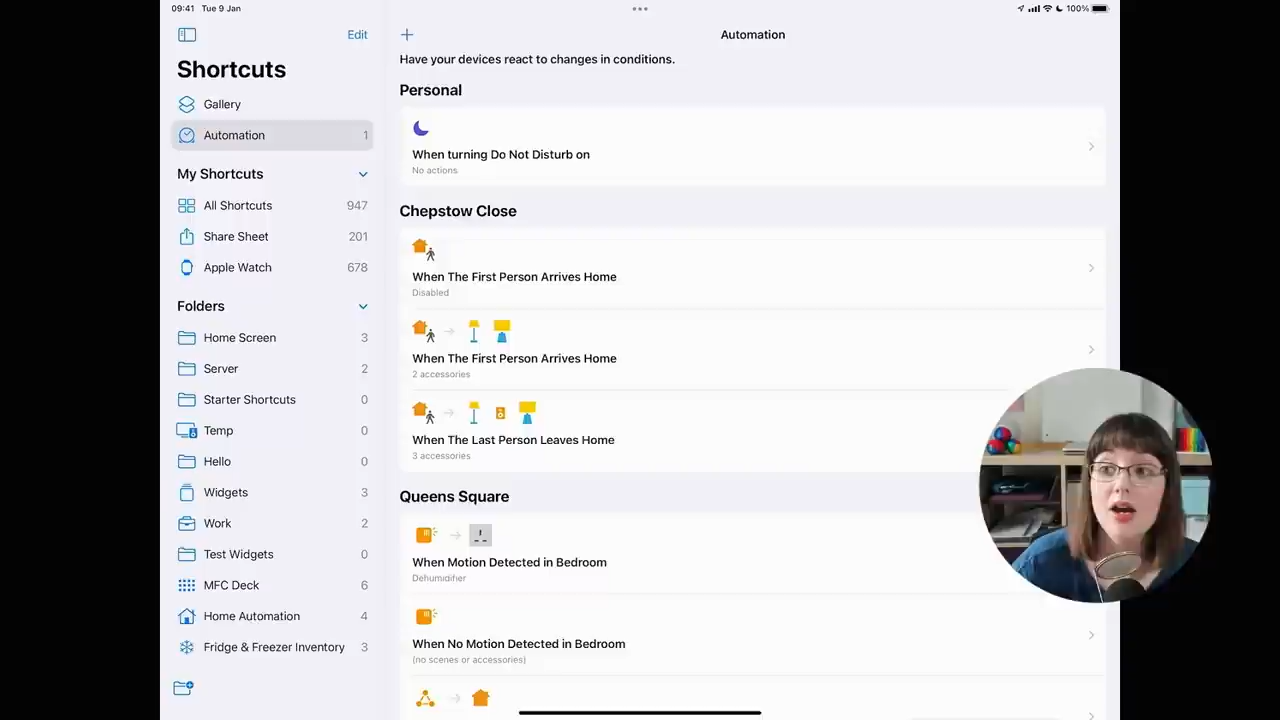 09:41 Tue 9 Jan
100%
Edit
Shortcuts
Gallery
Automation 1
My Shortcuts
All Shortcuts 947
Share Sheet 201
Apple Watch 678
Folders
Home Screen 3
Server 2
Starter Shortcuts 0
Temp 0
Hello 0
Widgets 3
Work 2
Test Widgets 0
MFC Deck 6
Home Automation 4
Fridge & Freezer Inventory 3
Automation
Have your devices react to changes in conditions.
Personal
When turning Do Not Disturb on
No actions
Chepstow Close
When The First Person Arrives Home
Disabled
When The First Person Arrives Home
2 accessories
When The Last Person Leaves Home
3 accessories
Queens Square
When Motion Detected in Bedroom
Dehumidifier
When No Motion Detected in Bedroom
(no scenes or accessories)